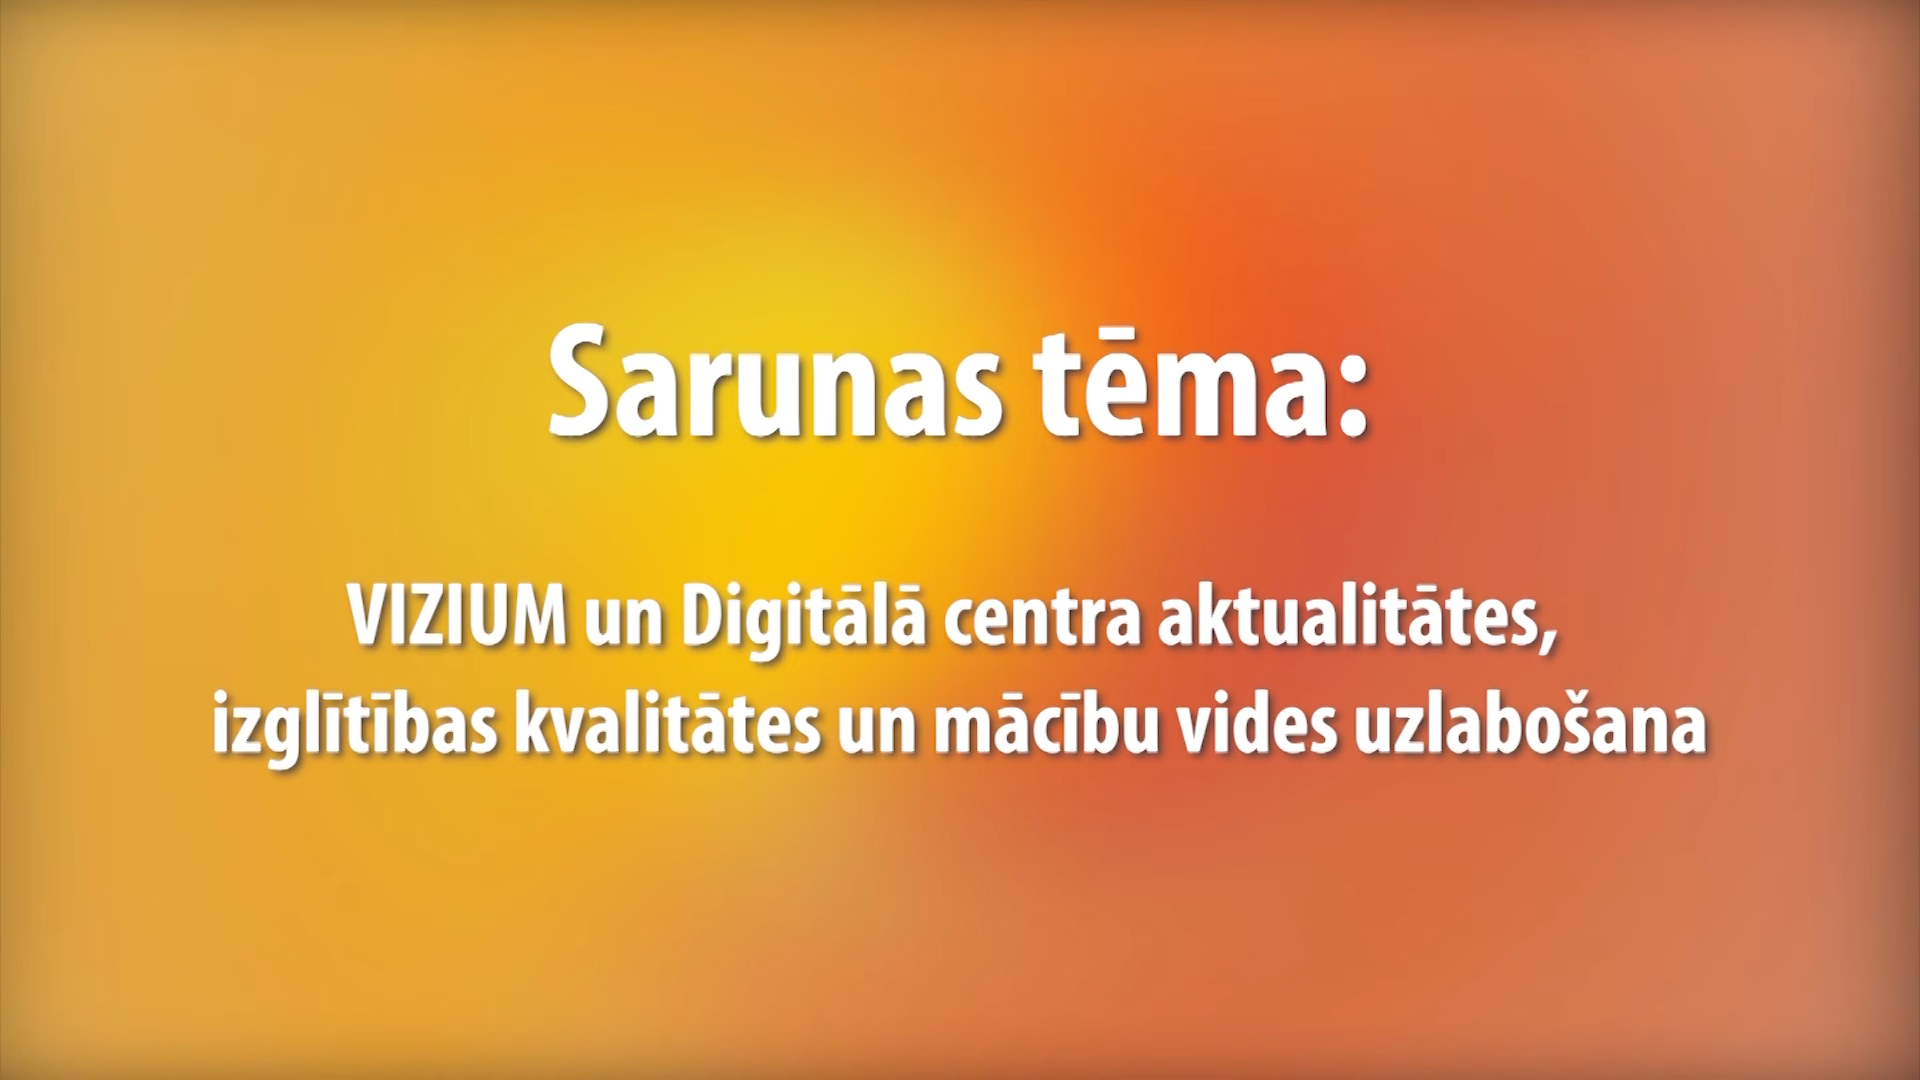 Sarunas tēma:
VIZIUM un Digitālā centra aktualitātes,
izglītības kvalitātes un mācību vides uzlabošana